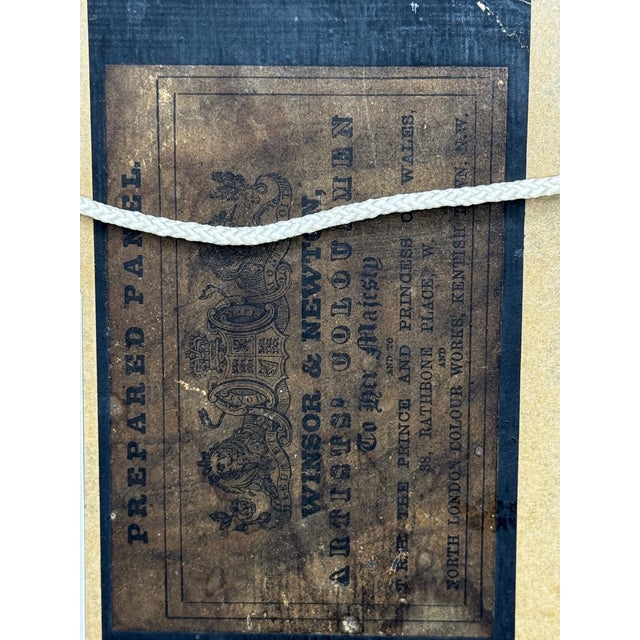 PREPARED PANEL.
WINSOR & NEWTON,
ARTISTS' COLOURMEN
To Her Majesty
AND TO
T.R.H. THE PRINCE AND PRINCESS OF WALES,
38, RATHBONE PLACE, W.
AND
NORTH LONDON COLOUR WORKS, KENTISH TOWN, N.W.